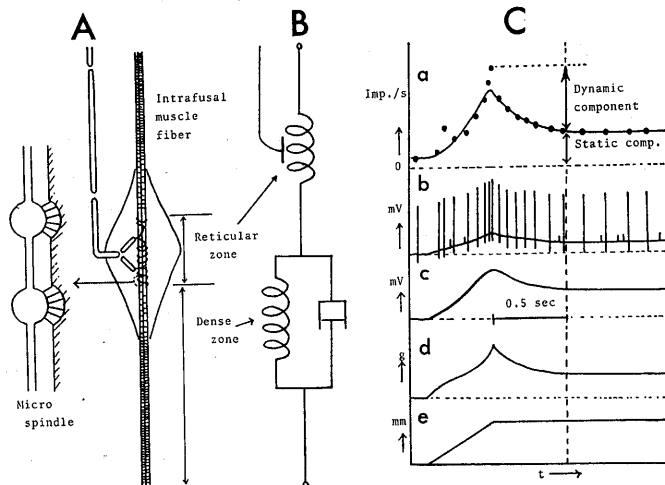 A
B
C
Intrafusal
muscle
fiber
Reticular
zone
Dense
zone
Micro
spindle
a
Imp./s
0
Dynamic
component
Static comp.
b
mV
c
mV
0.5 sec
d
g
e
mm
t